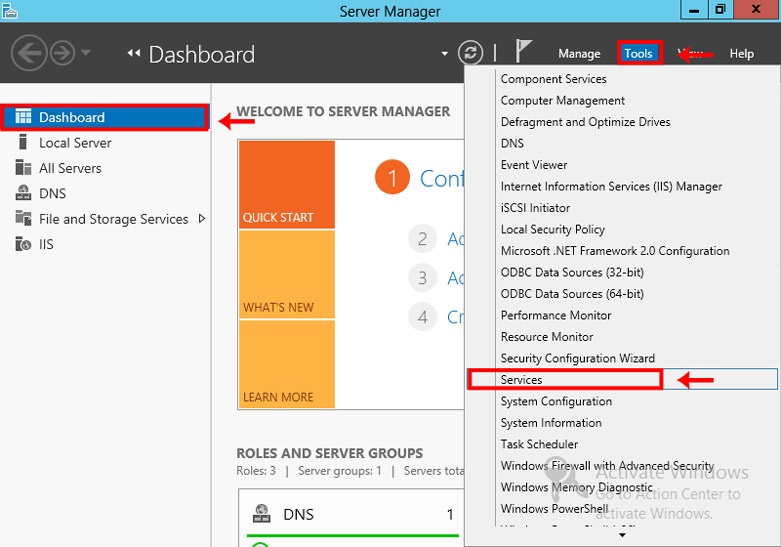 Server Manager
Dashboard
Manage
Tools
View
Help
Dashboard
Local Server
All Servers
DNS
File and Storage Services
IIS
WELCOME TO SERVER MANAGER
QUICK START
WHAT'S NEW
LEARN MORE
1 Conf
2 Ad
3 Ad
4 Cr
ROLES AND SERVER GROUPS
Roles: 3 | Server groups: 1 | Servers tota
DNS 1
Component Services
Computer Management
Defragment and Optimize Drives
DNS
Event Viewer
Internet Information Services (IIS) Manager
iSCSI Initiator
Local Security Policy
Microsoft .NET Framework 2.0 Configuration
ODBC Data Sources (32-bit)
ODBC Data Sources (64-bit)
Performance Monitor
Resource Monitor
Security Configuration Wizard
Services
System Configuration
System Information
Task Scheduler
Windows Firewall with Advanced Security
Windows Memory Diagnostic
Windows PowerShell
Activate Windows
Go to Action Center to
activate Windows.